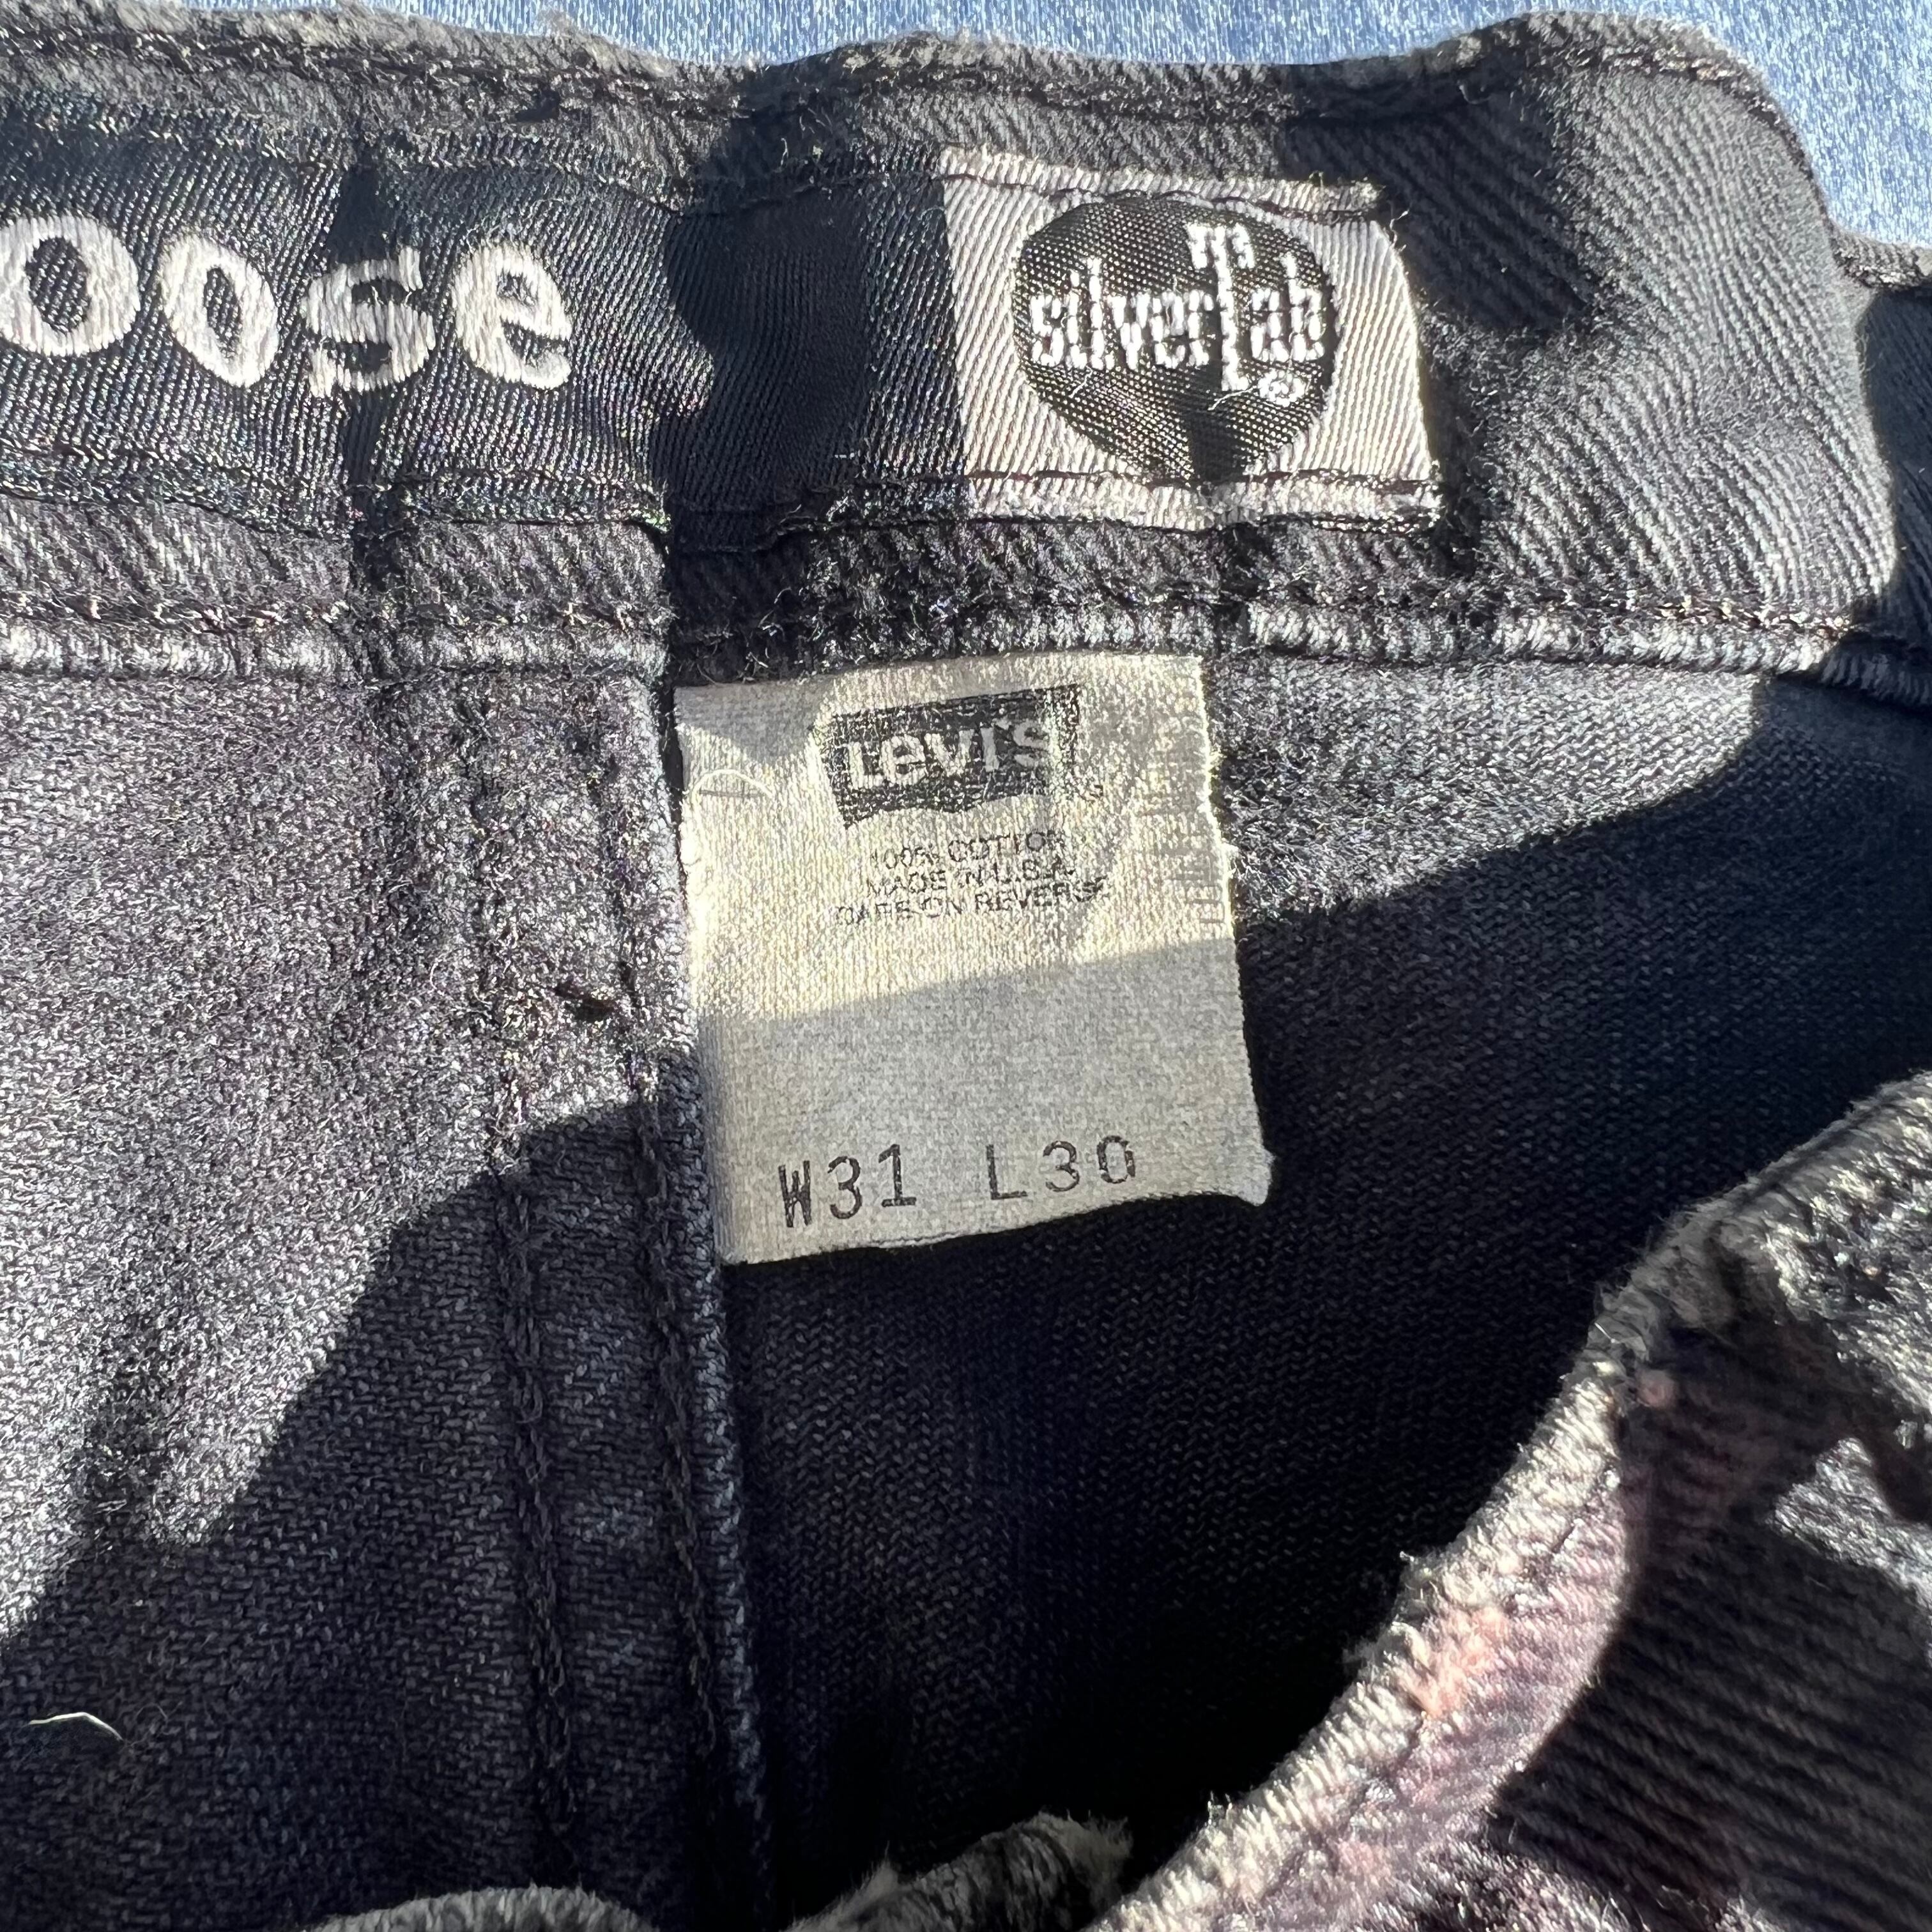 oose
silverTab ®
Levi's ®
100% COTTON
MADE IN U.S.A.
CARE ON REVERSE
W31 L30